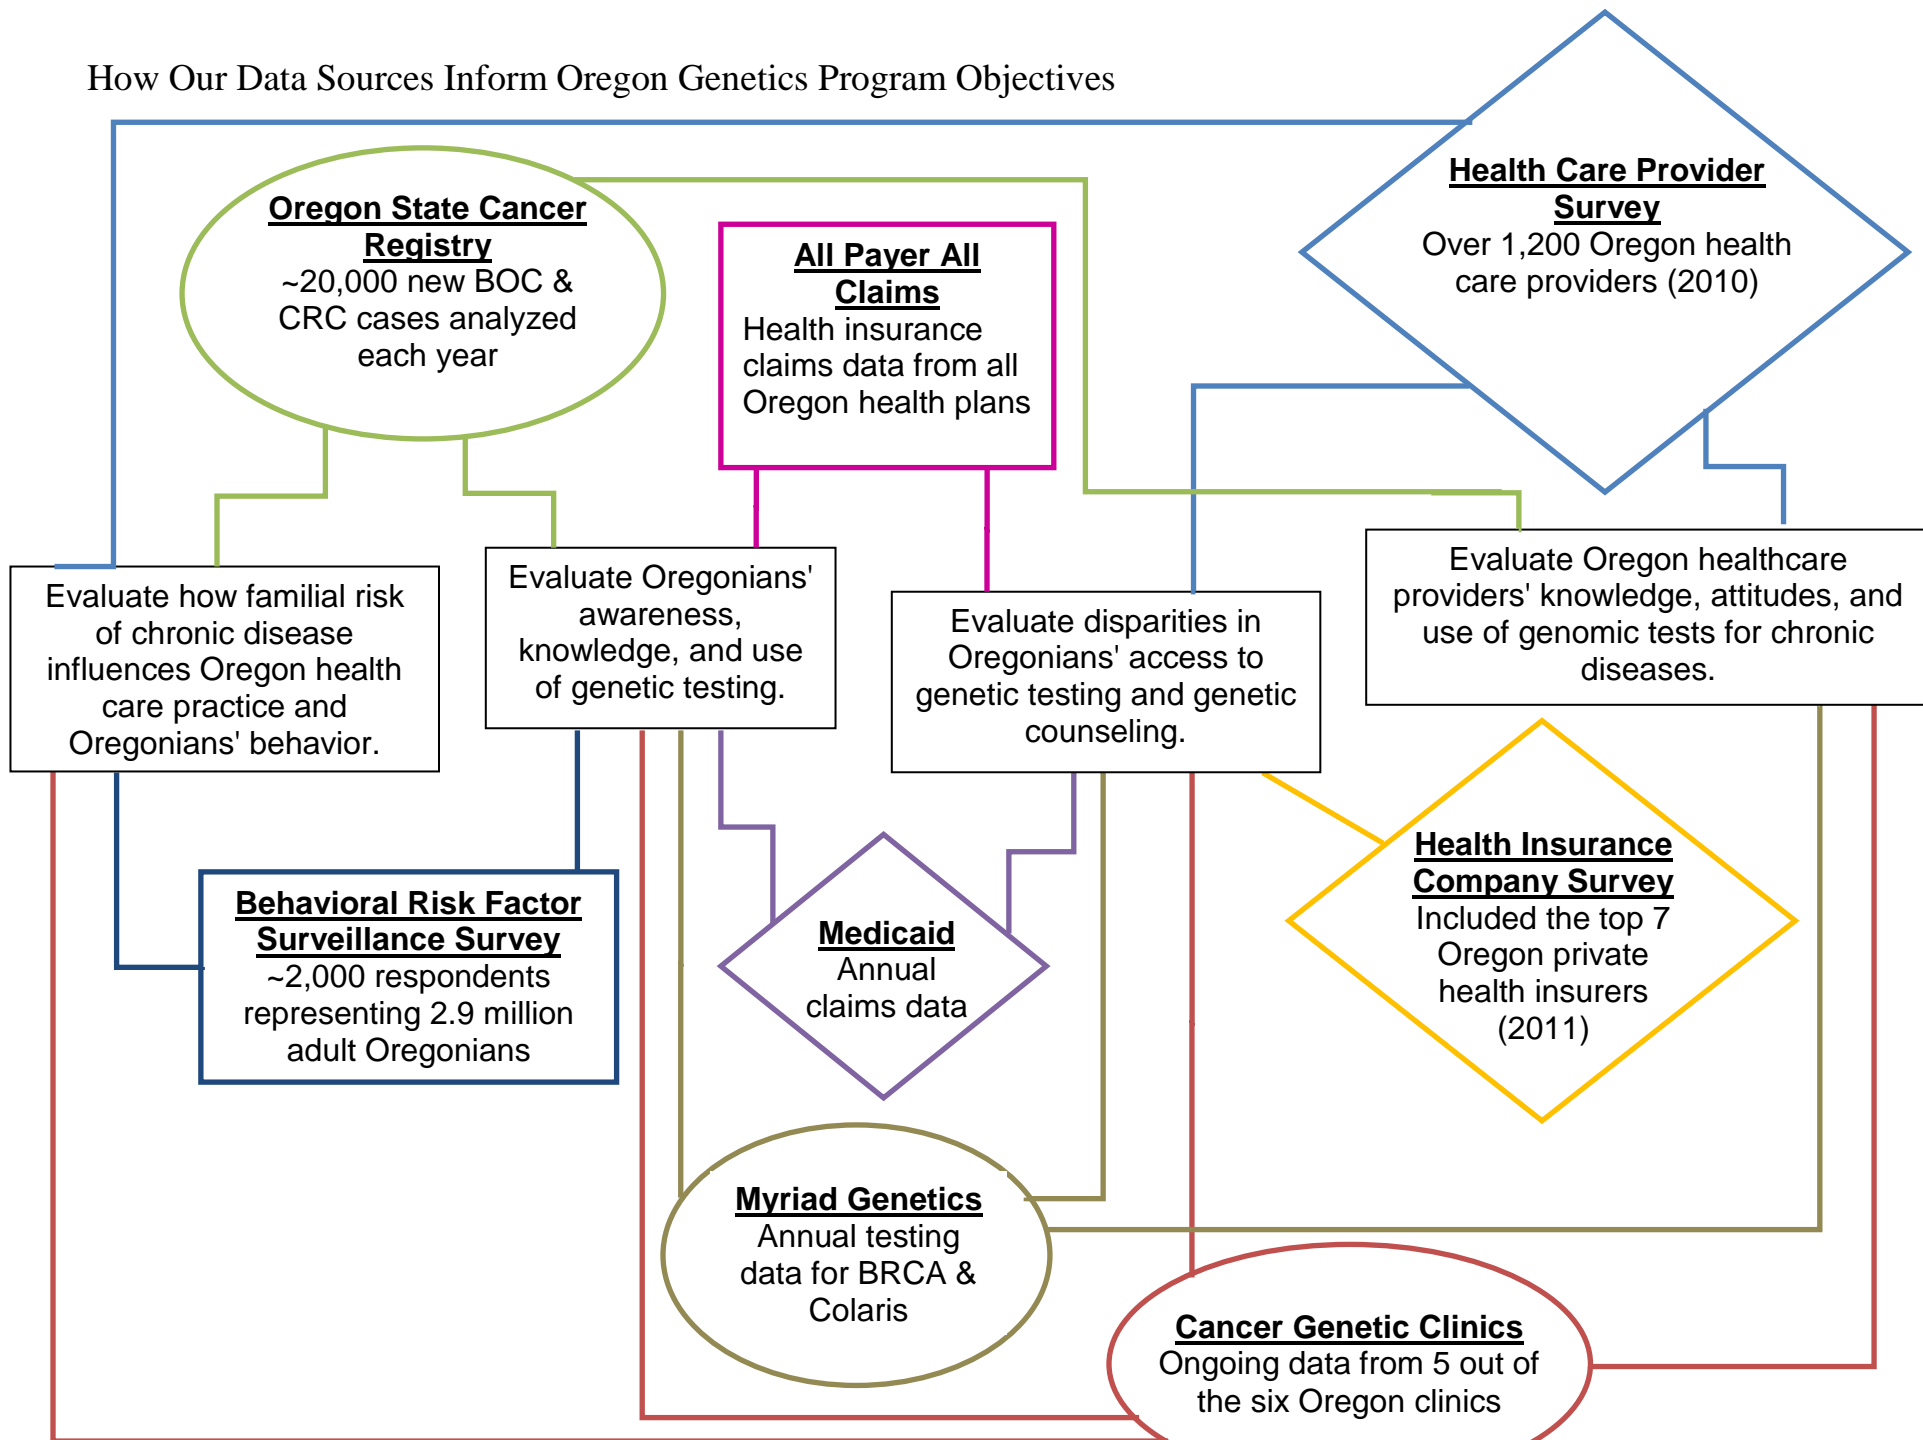 How Our Data Sources Inform Oregon Genetics Program Objectives
Health Care Provider
Survey
Over 1,200 Oregon health
care providers (2010)
Oregon State Cancer
Registry
~20,000 new BOC &
CRC cases analyzed
each year
All Payer All
Claims
Health insurance
claims data from all
Oregon health plans
Evaluate how familial risk
of chronic disease
influences Oregon health
care practice and
Oregonians' behavior.
Evaluate Oregonians'
awareness,
knowledge, and use
of genetic testing.
Evaluate disparities in
Oregonians' access to
genetic testing and genetic
counseling.
Evaluate Oregon healthcare
providers' knowledge, attitudes, and
use of genomic tests for chronic
diseases.
Behavioral Risk Factor
Surveillance Survey
~2,000 respondents
representing 2.9 million
adult Oregonians
Medicaid
Annual
claims data
Health Insurance
Company Survey
Included the top 7
Oregon private
health insurers
(2011)
Myriad Genetics
Annual testing
data for BRCA &
Colaris
Cancer Genetic Clinics
Ongoing data from 5 out of
the six Oregon clinics